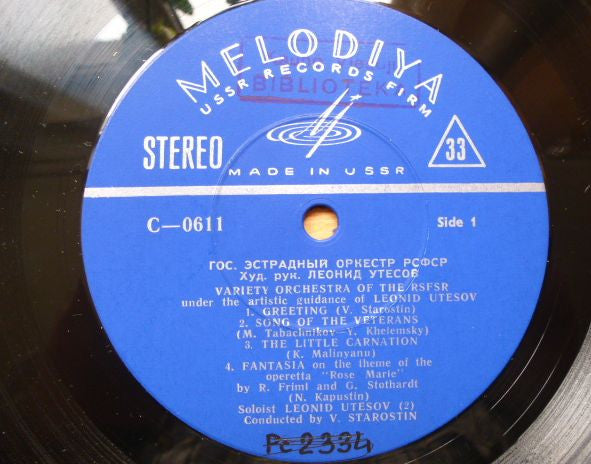 MELODIYA
USSR RECORDS FIRM
BIBLIOTEK
STEREO
33
MADE IN USSR
C—0611
Side 1
ГОС. ЭСТРАДНЫЙ ОРКЕСТР РСФСР
Худ. рук. ЛЕОНИД УТЕСОВ
VARIETY ORCHESTRA OF THE RSFSR
under the artistic guidance of LEONID UTESOV
1. GREETING (V. Starostin)
2. SONG OF THE VETERANS
(M. Tabachnikov - Y. Khelemsky)
3. THE LITTLE CARNATION
(K. Malinyanu)
4. FANTASIA on the theme of the
operetta "Rose Marie"
by R. Friml and G. Stothardt
(N. Kapustin)
Soloist LEONID UTESOV (2)
Conducted by V. STAROSTIN
Pc 2334